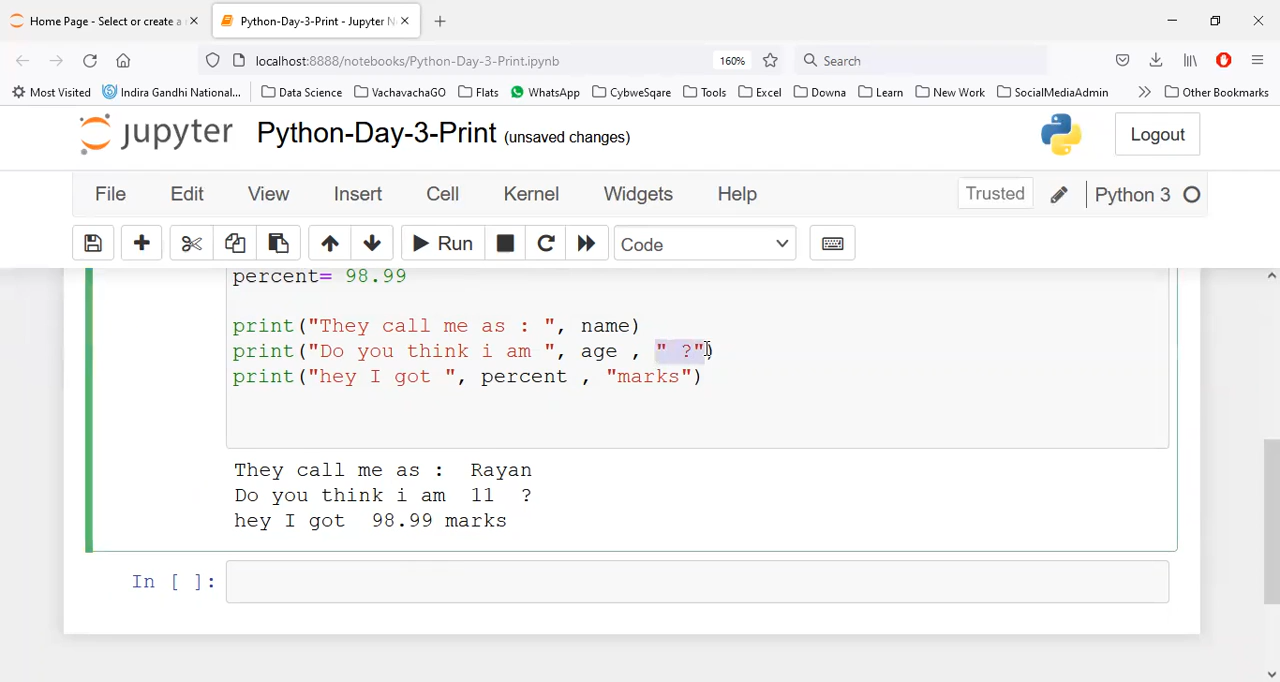 Home Page - Select or create a
Python-Day-3-Print - Jupyter N
localhost:8888/notebooks/Python-Day-3-Print.ipynb
160%
Search
Most Visited
Indira Gandhi National...
Data Science
VachavachaGO
Flats
WhatsApp
CybweSqare
Tools
Excel
Downa
Learn
New Work
SocialMediaAdmin
Other Bookmarks
jupyter
Python-Day-3-Print (unsaved changes)
Logout
File
Edit
View
Insert
Cell
Kernel
Widgets
Help
Trusted
Python 3
Run
Code
percent= 98.99
print("They call me as : ", name)
print("Do you think i am ", age , " ?")
print("hey I got ", percent , "marks")
They call me as :  Rayan
Do you think i am  11  ?
hey I got  98.99 marks
In [ ]: